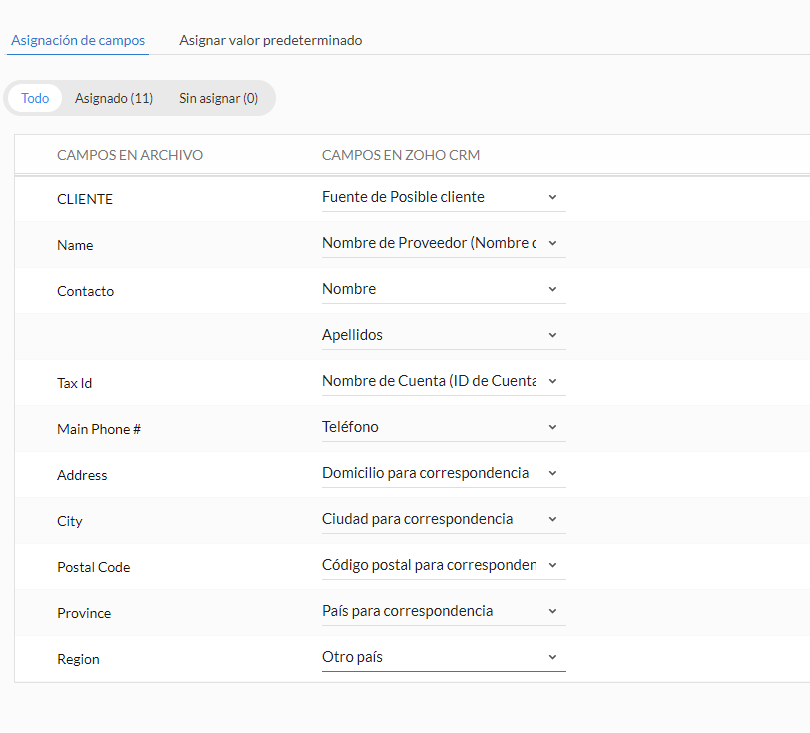 Asignación de campos Asignar valor predeterminado
Todo Asignado (11) Sin asignar (0)
CAMPOS EN ARCHIVO CAMPOS EN ZOHO CRM
CLIENTE Fuente de Posible cliente
Name Nombre de Proveedor (Nombre d
Contacto Nombre
Apellidos
Tax Id Nombre de Cuenta (ID de Cuenta
Main Phone # Teléfono
Address Domicilio para correspondencia
City Ciudad para correspondencia
Postal Code Código postal para corresponden
Province País para correspondencia
Region Otro país